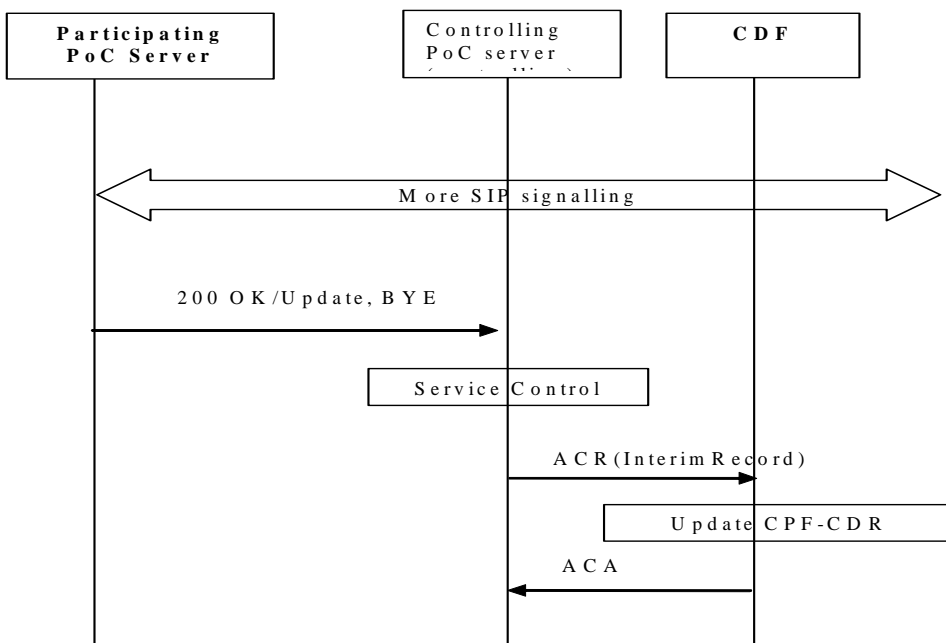 Participating
PoC Server
Controlling
PoC server
CDF
More SIP signalling
200 OK/Update, BYE
Service Control
ACR(Interim Record)
Update CPF-CDR
ACA